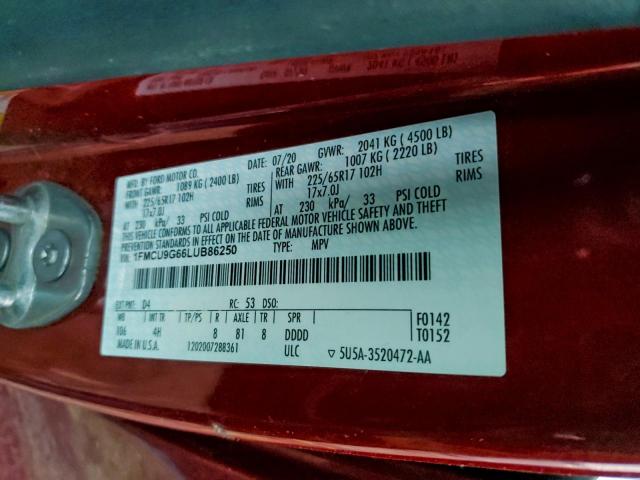 MFD. BY FORD MOTOR CO.
DATE: 07/20 GVWR: 2041 KG ( 4500 LB)
FRONT GAWR: 1089 KG ( 2400 LB) REAR GAWR: 1007 KG ( 2220 LB)
WITH 225/65R17 102H TIRES WITH 225/65R17 102H TIRES
17x7.0J RIMS 17x7.0J RIMS
AT 230 kPa/ 33 PSI COLD AT 230 kPa/ 33 PSI COLD
THIS VEHICLE CONFORMS TO ALL APPLICABLE FEDERAL MOTOR VEHICLE SAFETY AND THEFT
PREVENTION STANDARDS IN EFFECT ON THE DATE OF MANUFACTURE SHOWN ABOVE.
VIN: 1FMCU9G66LUB86250 TYPE: MPV
EXT PNT: D4 RC: 53 DSO:
WB INT TR TP/PS R AXLE TR SPR
106 4H 8 81 8 DDDD
F0142
T0152
MADE IN U.S.A. 1202007288361 ULC ▽ 5U5A-3520472-AA